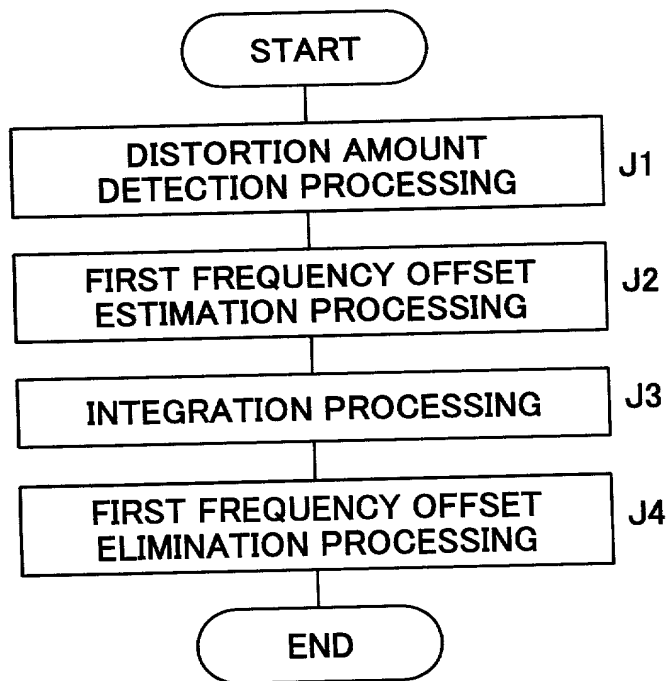 START
DISTORTION AMOUNT
DETECTION PROCESSING
J1
FIRST FREQUENCY OFFSET
ESTIMATION PROCESSING
J2
INTEGRATION PROCESSING
J3
FIRST FREQUENCY OFFSET
ELIMINATION PROCESSING
J4
END